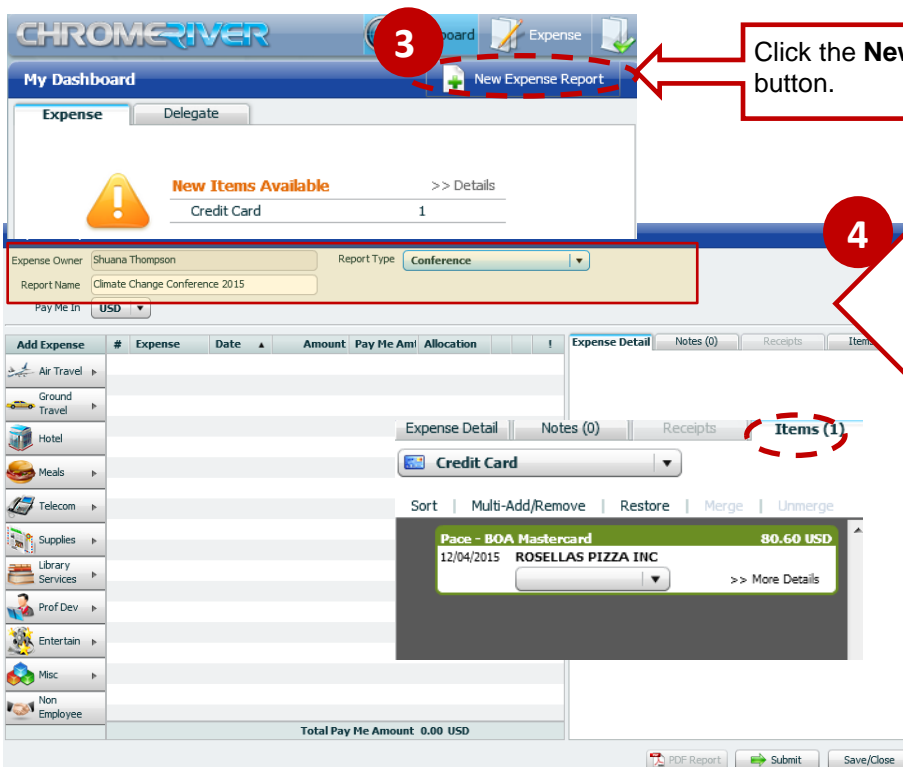 CHROMERIVER
3
Expense
My Dashboard
New Expense Report
Click the New
button.
Expense
Delegate
New Items Available >> Details
Credit Card 1
4
Expense Owner Shuana Thompson Report Type Conference
Report Name Climate Change Conference 2015
Pay Me In USD
Add Expense # Expense Date Amount Pay Me Amt Allocation !
Expense Detail Notes (0) Receipts Items
Air Travel
Ground
Travel
Hotel
Meals
Telecom
Supplies
Library
Services
Prof Dev
Entertain
Misc
Non
Employee
Expense Detail Notes (0) Receipts Items (1)
Credit Card
Sort | Multi-Add/Remove | Restore | Merge | Unmerge
Pace - BOA Mastercard 80.60 USD
12/04/2015 ROSELLAS PIZZA INC
>> More Details
Total Pay Me Amount 0.00 USD
PDF Report Submit Save/Close